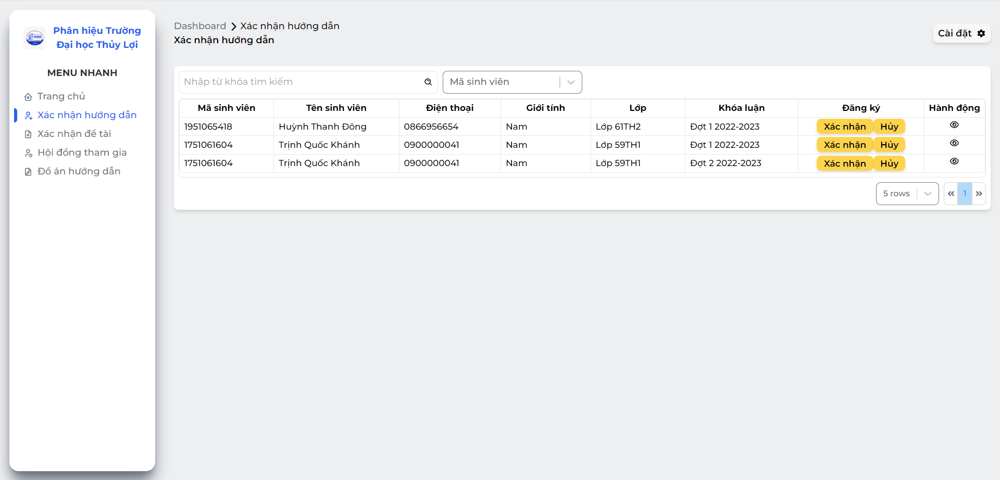 Phân hiệu Trường
Đại học Thủy Lợi
MENU NHANH
Trang chủ
Xác nhận hướng dẫn
Xác nhận đề tài
Hội đồng tham gia
Đồ án hướng dẫn
Dashboard Xác nhận hướng dẫn
Xác nhận hướng dẫn
Cài đặt
Nhập từ khóa tìm kiếm Mã sinh viên
Mã sinh viên Tên sinh viên Điện thoại Giới tính Lớp Khóa luận Đăng ký Hành động
1951065418 Huỳnh Thanh Đông 0866956654 Nam Lớp 61TH2 Đợt 1 2022-2023 Xác nhận Hủy
1751061604 Trịnh Quốc Khánh 0900000041 Nam Lớp 59TH1 Đợt 1 2022-2023 Xác nhận Hủy
1751061604 Trịnh Quốc Khánh 0900000041 Nam Lớp 59TH1 Đợt 2 2022-2023 Xác nhận Hủy
5 rows « 1 »